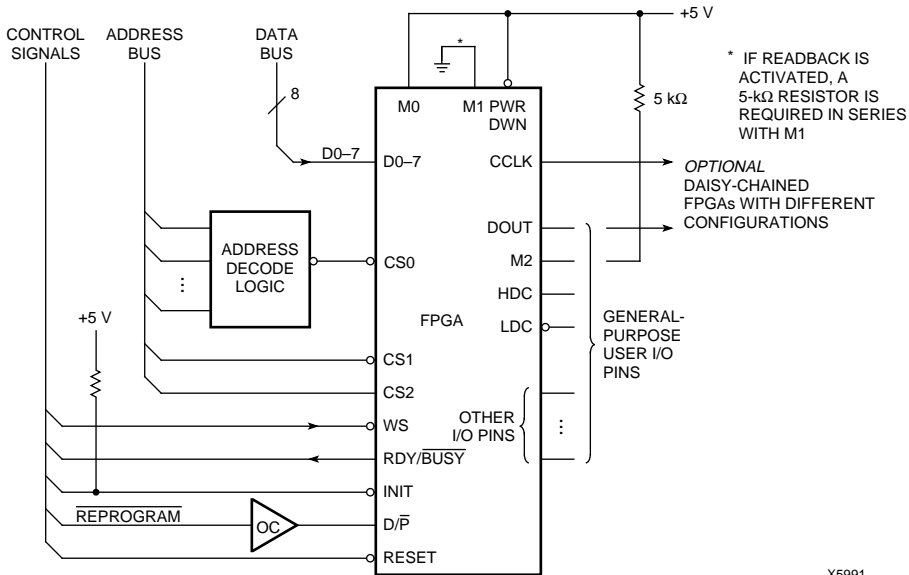 CONTROL
SIGNALS
ADDRESS
BUS
DATA
BUS
+5 V
*
8
M0
M1
PWR
DWN
5 kΩ
* IF READBACK IS
ACTIVATED, A
5-kΩ RESISTOR IS
REQUIRED IN SERIES
WITH M1
D0–7
D0–7
CCLK
OPTIONAL
DAISY-CHAINED
FPGAs WITH DIFFERENT
CONFIGURATIONS
ADDRESS
DECODE
LOGIC
...
CS0
DOUT
M2
HDC
LDC
FPGA
GENERAL-
PURPOSE
USER I/O
PINS
+5 V
CS1
CS2
OTHER
I/O PINS
...
WS
RDY/BUSY
INIT
REPROGRAM
OC
D/P
RESET
X5991